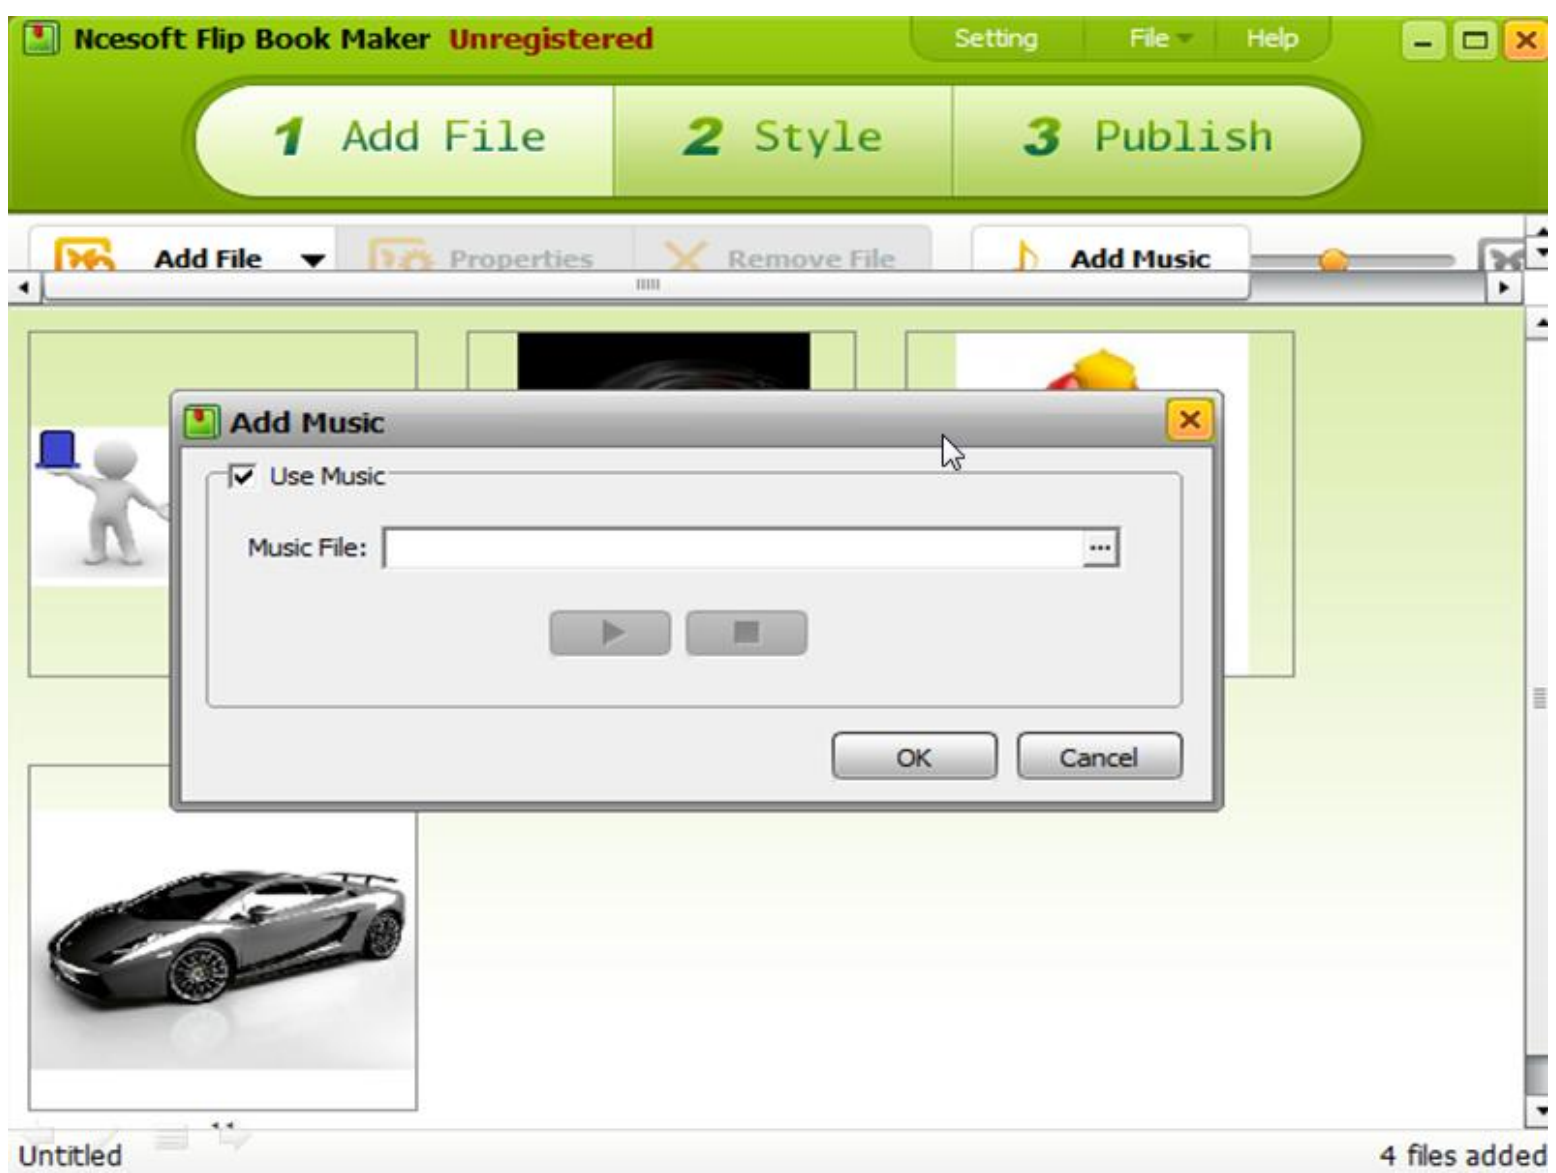 Ncesoft Flip Book Maker Unregistered
Setting File Help
1 Add File 2 Style 3 Publish
Add File Properties Remove File Add Music
Add Music
Use Music
Music File: ...
OK Cancel
Untitled 4 files added